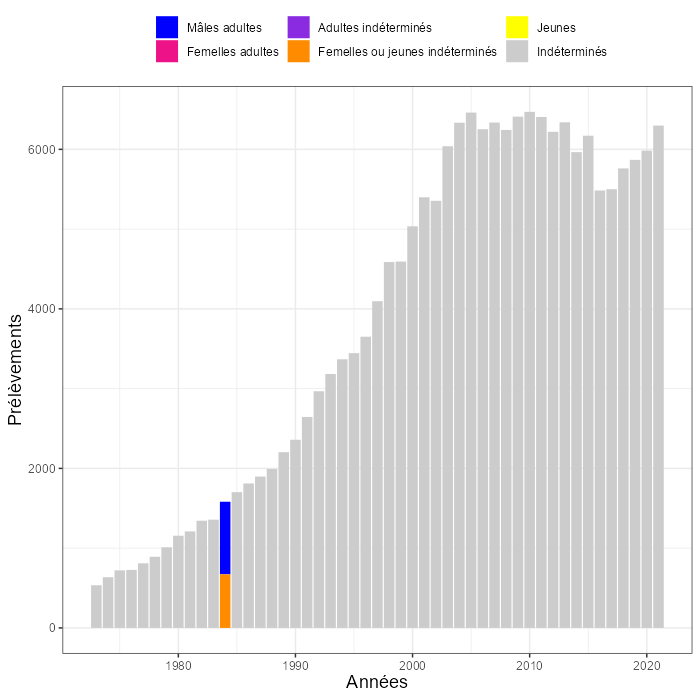 Mâles adultes
Adultes indéterminés
Jeunes
Femelles adultes
Femelles ou jeunes indéterminés
Indéterminés
Prélèvements
6000
4000
2000
0
1980
1990
2000
2010
2020
Années